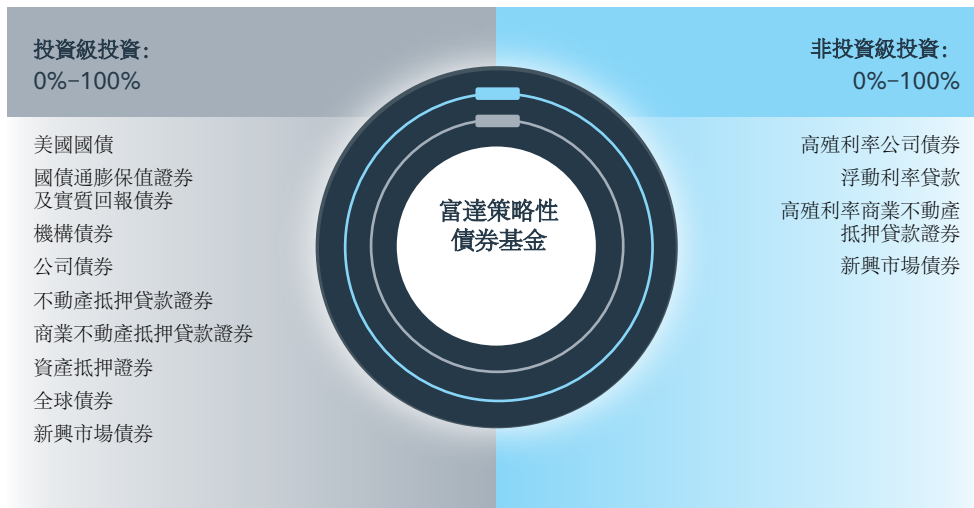 投資級投資：
0%–100%
美國國債
國債通膨保值證券
及實質回報債券
機構債券
公司債券
不動產抵押貸款證券
商業不動產抵押貸款證券
資產抵押證券
全球債券
新興市場債券
富達策略性
債券基金
非投資級投資：
0%–100%
高殖利率公司債券
浮動利率貸款
高殖利率商業不動產
抵押貸款證券
新興市場債券